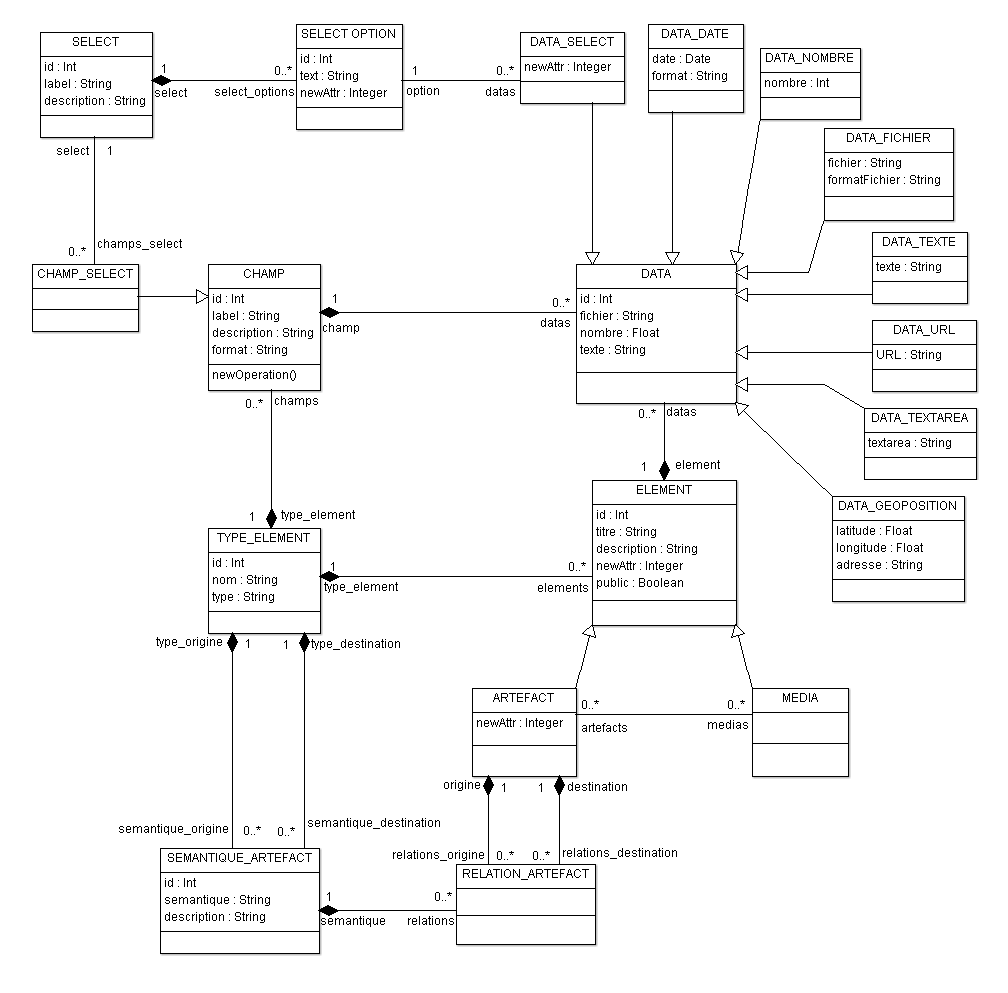 SELECT
id : Int
label : String
description : String
1
select
0..*
select_options
SELECT OPTION
id : Int
text : String
newAttr : Integer
1
option
0..*
datas
DATA_SELECT
newAttr : Integer
DATA_DATE
date : Date
format : String
DATA_NOMBRE
nombre : Int
DATA_FICHIER
fichier : String
formatFichier : String
select 1
0..*
champs_select
CHAMP_SELECT
CHAMP
id : Int
label : String
description : String
format : String
newOperation()
1
champ
0..*
datas
DATA
id : Int
fichier : String
nombre : Float
texte : String
DATA_TEXTE
texte : String
DATA_URL
URL : String
DATA_TEXTAREA
textarea : String
DATA_GEOPOSITION
latitude : Float
longitude : Float
adresse : String
0..* champs
0..* datas
1 element
1 type_element
TYPE_ELEMENT
id : Int
nom : String
type : String
1
type_element
0..*
elements
ELEMENT
id : Int
titre : String
description : String
newAttr : Integer
public : Boolean
type_origine 1
1 type_destination
ARTEFACT
newAttr : Integer
0..*
artefacts
0..*
medias
MEDIA
origine 1
1 destination
semantique_origine 0..*
0..* semantique_destination
relations_origine 0..*
0..* relations_destination
SEMANTIQUE_ARTEFACT
id : Int
semantique : String
description : String
1
semantique
0..*
relations
RELATION_ARTEFACT